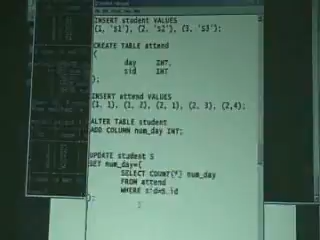 INSERT student VALUES
(1, 's1'), (2, 's2'), (3, 's3');
CREATE TABLE attend
(
day INT,
sid INT
);
INSERT attend VALUES
(1, 1), (1, 2), (2, 1), (2, 3), (2,4);
ALTER TABLE student
ADD COLUMN num_day INT;
UPDATE student S
SET num_day=(
SELECT COUNT(*) num_day
FROM attend
WHERE sid=S.id
);